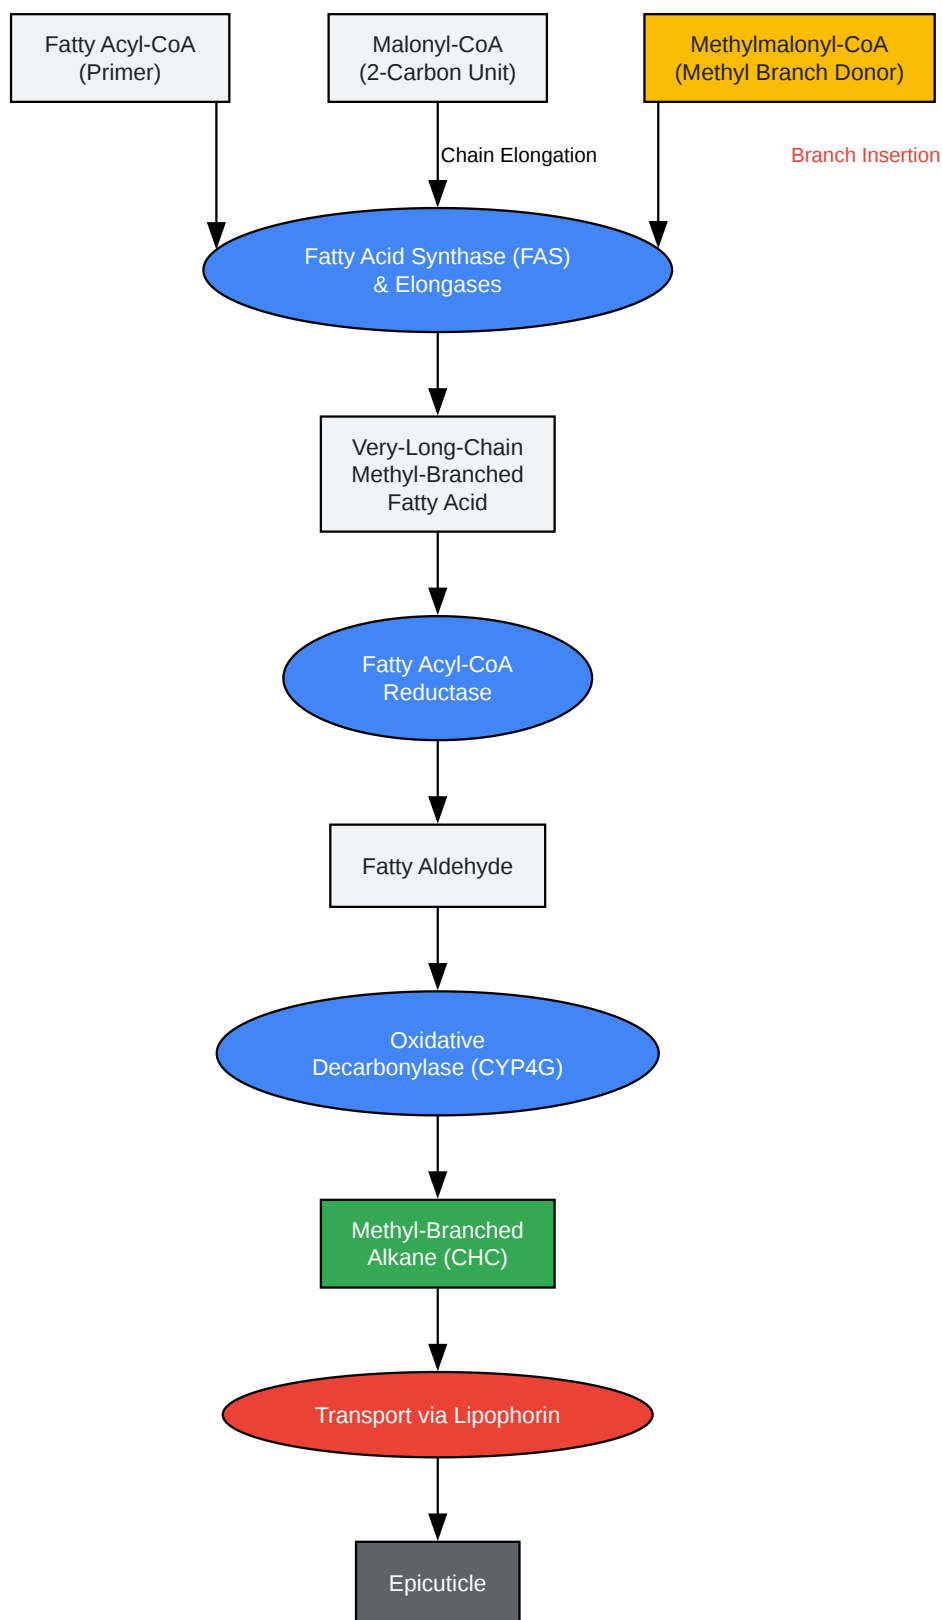 Fatty Acyl-CoA
(Primer)
Malonyl-CoA
(2-Carbon Unit)
Methylmalonyl-CoA
(Methyl Branch Donor)
Chain Elongation
Branch Insertion
Fatty Acid Synthase (FAS)
& Elongases
Very-Long-Chain
Methyl-Branched
Fatty Acid
Fatty Acyl-CoA
Reductase
Fatty Aldehyde
Oxidative
Decarbonylase (CYP4G)
Methyl-Branched
Alkane (CHC)
Transport via Lipophorin
Epicuticle